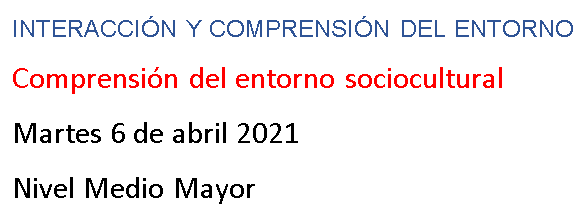 INTERACCIÓN Y COMPRENSIÓN DEL ENTORNO
Comprensión del entorno sociocultural
Martes 6 de abril 2021
Nivel Medio Mayor